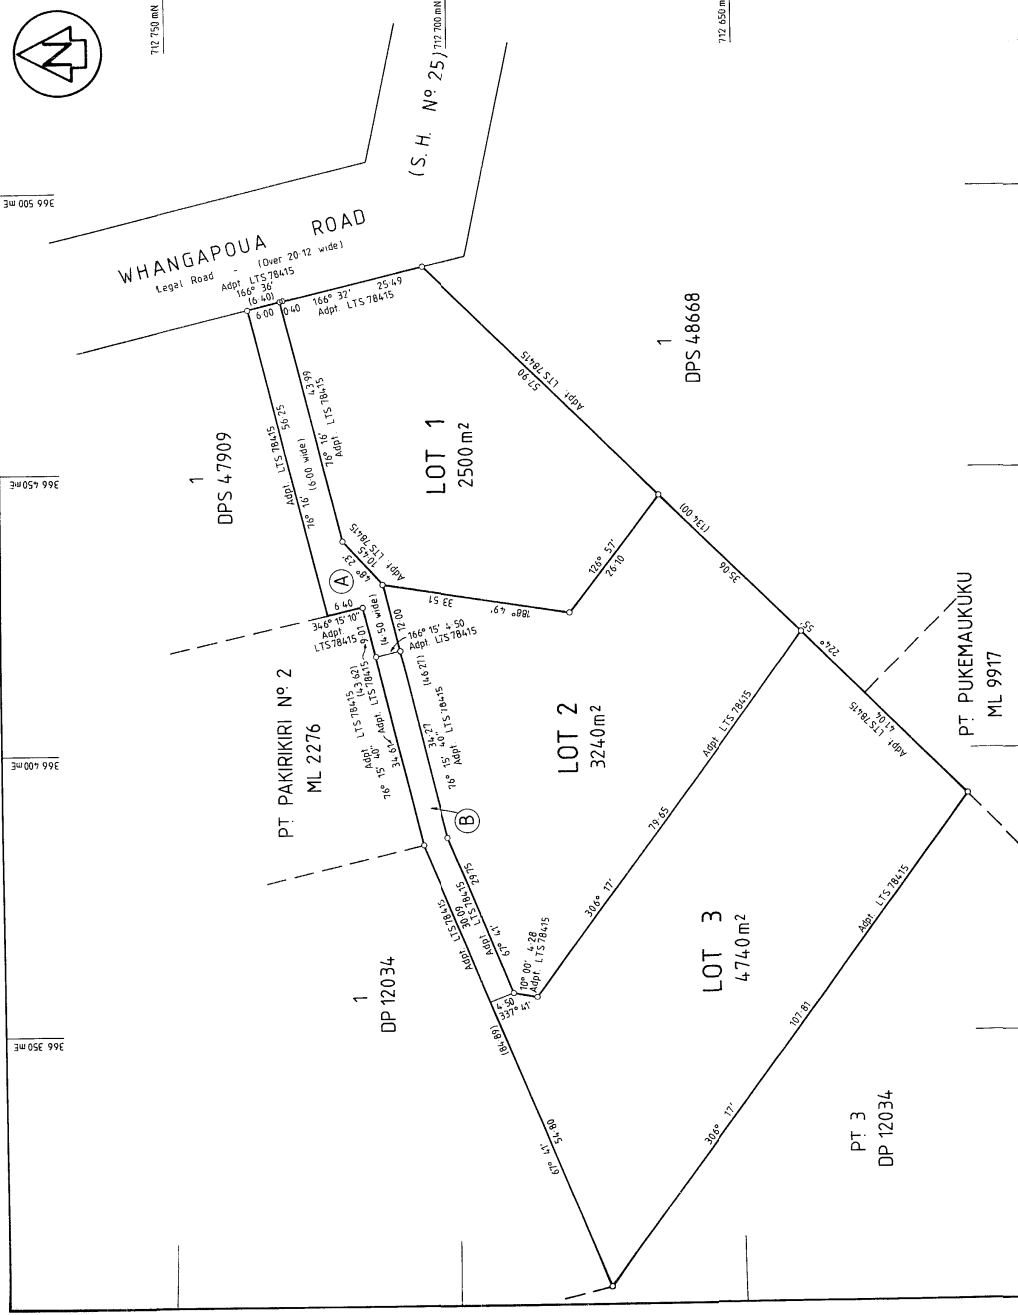 N
712 750 mN
712 700 mN
712 650 mN
366 500 mE
366 450 mE
366 400 mE
366 350 mE
(S.H. Nº 25)
WHANGAPOUA ROAD
Legal Road - (Over 20·12 wide)
Adpt. LTS 78415
166° 36'
(6·40)
6·00
0·40
166° 32' 25·49
Adpt. LTS 78415
1
DPS 47909
Adpt. LTS 78415
76° 16' 56·25
(6·00 wide)
43·99
76° 16'
Adpt. LTS 78415
LOT 1
2500m²
57·90
Adpt. LTS 78415
1
DPS 48668
A
48° 23'
10·45
Adpt. LTS 78415
9·40
346° 15' 10"
Adpt.
LTS 78415
9·01
(4·50 wide)
12·00
166° 15' 4·50
Adpt. LTS 78415
33·51
188° 49'
126° 57'
26·10
(134·00)
35·06
PT PAKIRIKIRI Nº 2
ML 2276
(43·62)
Adpt. LTS 78415
76° 15' 40" Adpt. LTS 78415
34·61
(46·27)
34·27
76° 15' 40"
Adpt. LTS 78415
B
LOT 2
3240m²
224° 55'
41·04
LTS 78415
Adpt.
PT PUKEMAUKUKU
ML 9917
Adpt. LTS 78415
79·65
306° 17'
1
DP 12034
Adpt. LTS 78415
30·09
29·75
LTS 78415
Adpt.
67° 41'
10° 00' 4·28
Adpt. LTS 78415
4·50
337° 41'
(84·89)
67° 41' 54·80
LOT 3
4740m²
Adpt. LTS 78415
107·81
306° 17'
PT 3
DP 12034